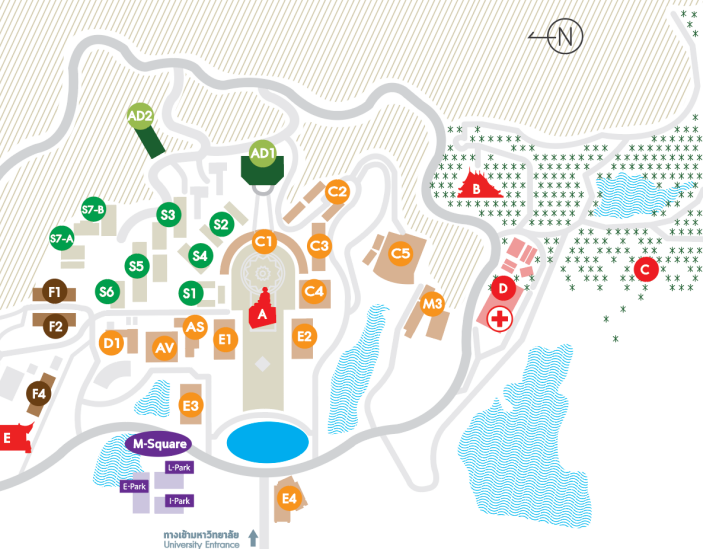 N
AD2
AD1
B
C2
S7-B
S3
S2
S7-A
C1
C3
C5
S4
S5
C
F1
S6
S1
C4
D
A
M3
F2
AS
D1
AV
E1
E2
F4
E3
E
M-Square
L-Park
E-Park
I-Park
E4
ทางเข้ามหาวิทยาลัย
University Entrance